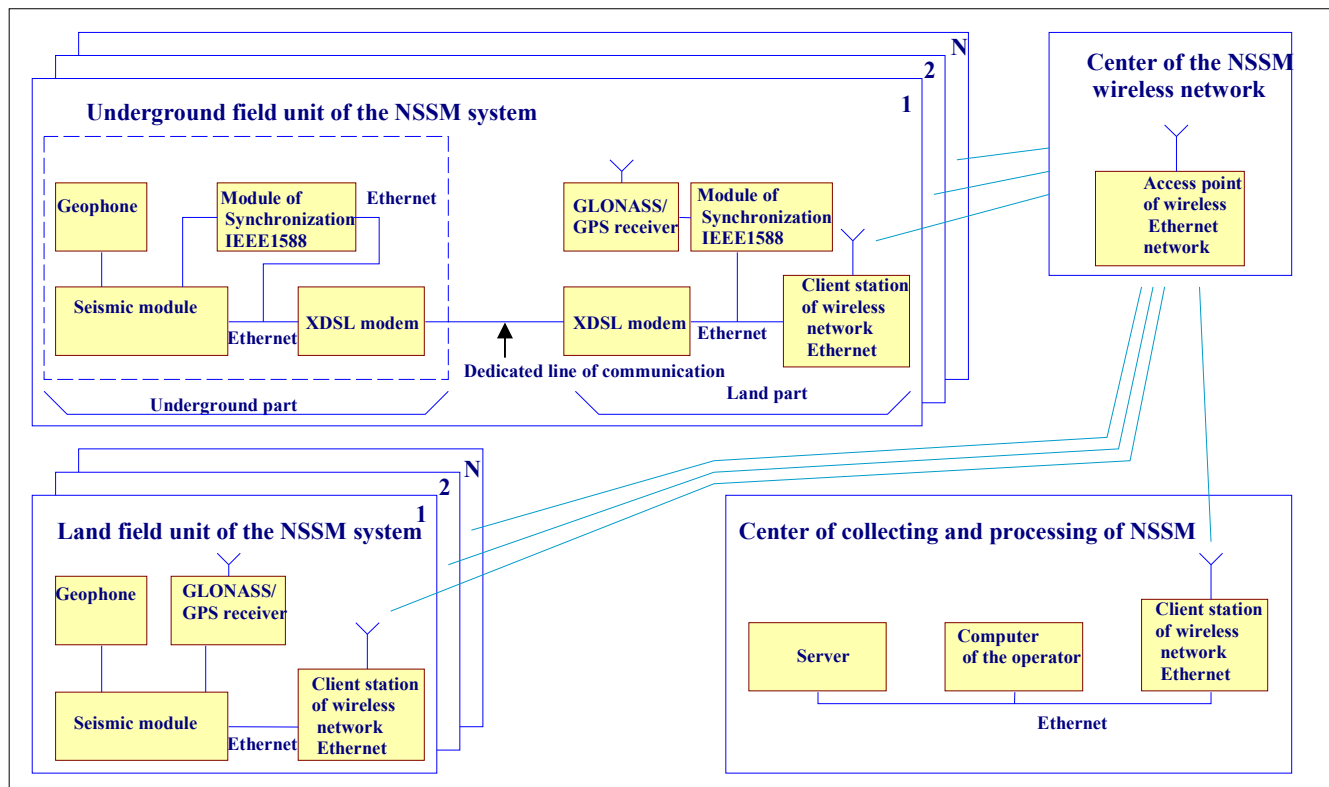 N
2
1
Underground field unit of the NSSM system
Geophone
Module of
Synchronization
IEEE1588
Ethernet
Seismic module
Ethernet
XDSL modem
GLONASS/
GPS receiver
Module of
Synchronization
IEEE1588
XDSL modem
Ethernet
Client station
of wireless
network
Ethernet
Dedicated line of communication
Underground part
Land part
Center of the NSSM
wireless network
Access point
of wireless
Ethernet
network
N
2
1
Land field unit of the NSSM system
Geophone
GLONASS/
GPS receiver
Seismic module
Ethernet
Client station
of wireless
network
Ethernet
Center of collecting and processing of NSSM
Server
Computer
of the operator
Client station
of wireless
network
Ethernet
Ethernet